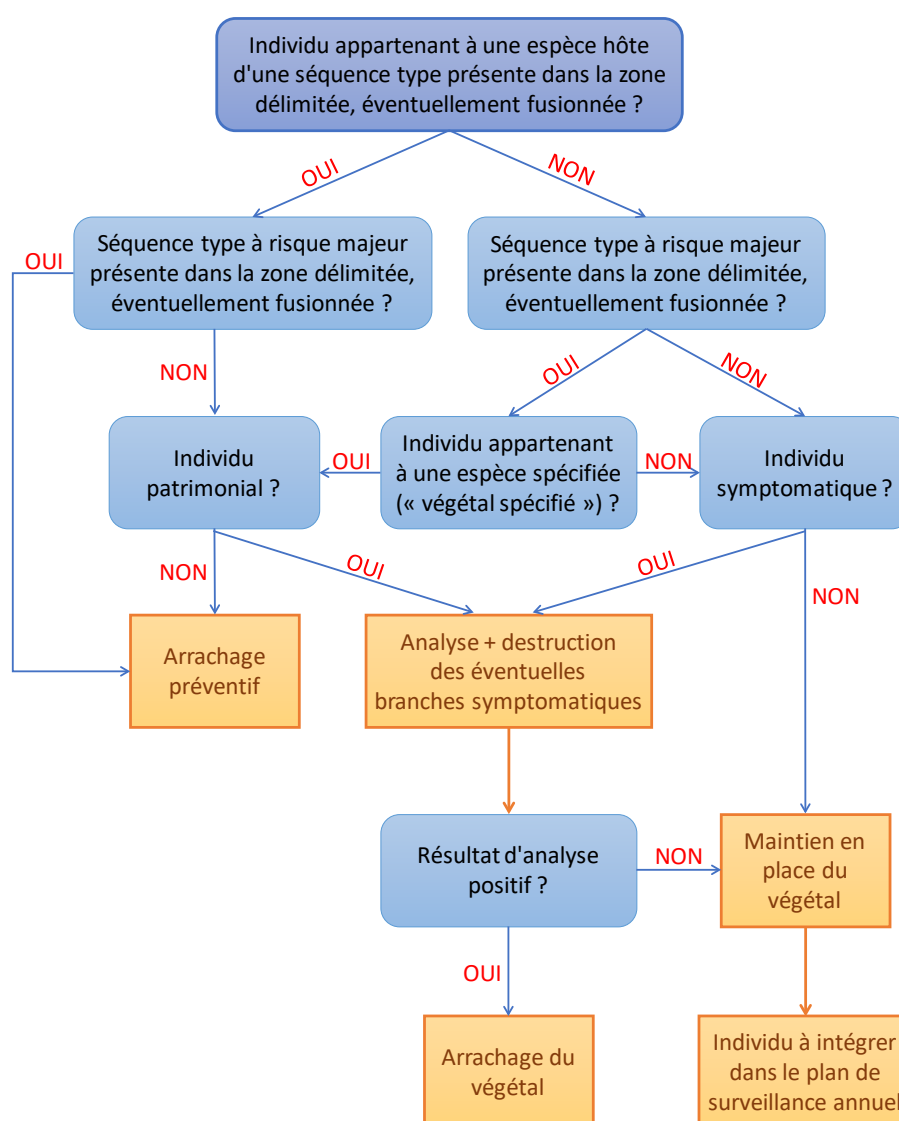 Individu appartenant à une espèce hôte
d'une séquence type présente dans la zone
délimitée, éventuellement fusionnée ?
OUI
NON
OUI
Séquence type à risque majeur
présente dans la zone délimitée,
éventuellement fusionnée ?
Séquence type à risque majeur
présente dans la zone délimitée,
éventuellement fusionnée ?
NON
OUI
NON
Individu
patrimonial ?
OUI
Individu appartenant
à une espèce spécifiée
(« végétal spécifié ») ?
NON
Individu
symptomatique ?
NON
OUI
OUI
NON
Arrachage
préventif
Analyse + destruction
des éventuelles
branches symptomatiques
Résultat d'analyse
positif ?
NON
Maintien en
place du
végétal
OUI
Arrachage du
végétal
Individu à intégrer
dans le plan de
surveillance annuel